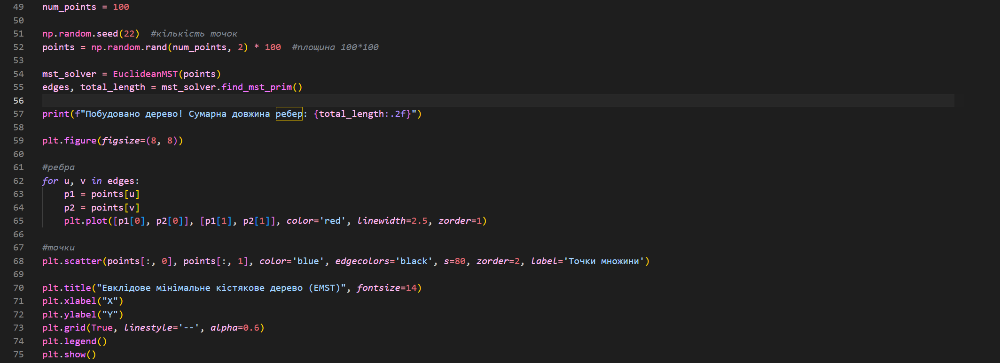 49 num_points = 100
50
51 np.random.seed(22)  #кількість точок
52 points = np.random.rand(num_points, 2) * 100  #площина 100*100
53
54 mst_solver = EuclideanMST(points)
55 edges, total_length = mst_solver.find_mst_prim()
56
57 print(f"Побудовано дерево! Сумарна довжина ребер: {total_length:.2f}")
58
59 plt.figure(figsize=(8, 8))
60
61 #ребра
62 for u, v in edges:
63     p1 = points[u]
64     p2 = points[v]
65     plt.plot([p1[0], p2[0]], [p1[1], p2[1]], color='red', linewidth=2.5, zorder=1)
66
67 #точки
68 plt.scatter(points[:, 0], points[:, 1], color='blue', edgecolors='black', s=80, zorder=2, label='Точки множини')
69
70 plt.title("Евклідове мінімальне кістякове дерево (EMST)", fontsize=14)
71 plt.xlabel("X")
72 plt.ylabel("Y")
73 plt.grid(True, linestyle='--', alpha=0.6)
74 plt.legend()
75 plt.show()